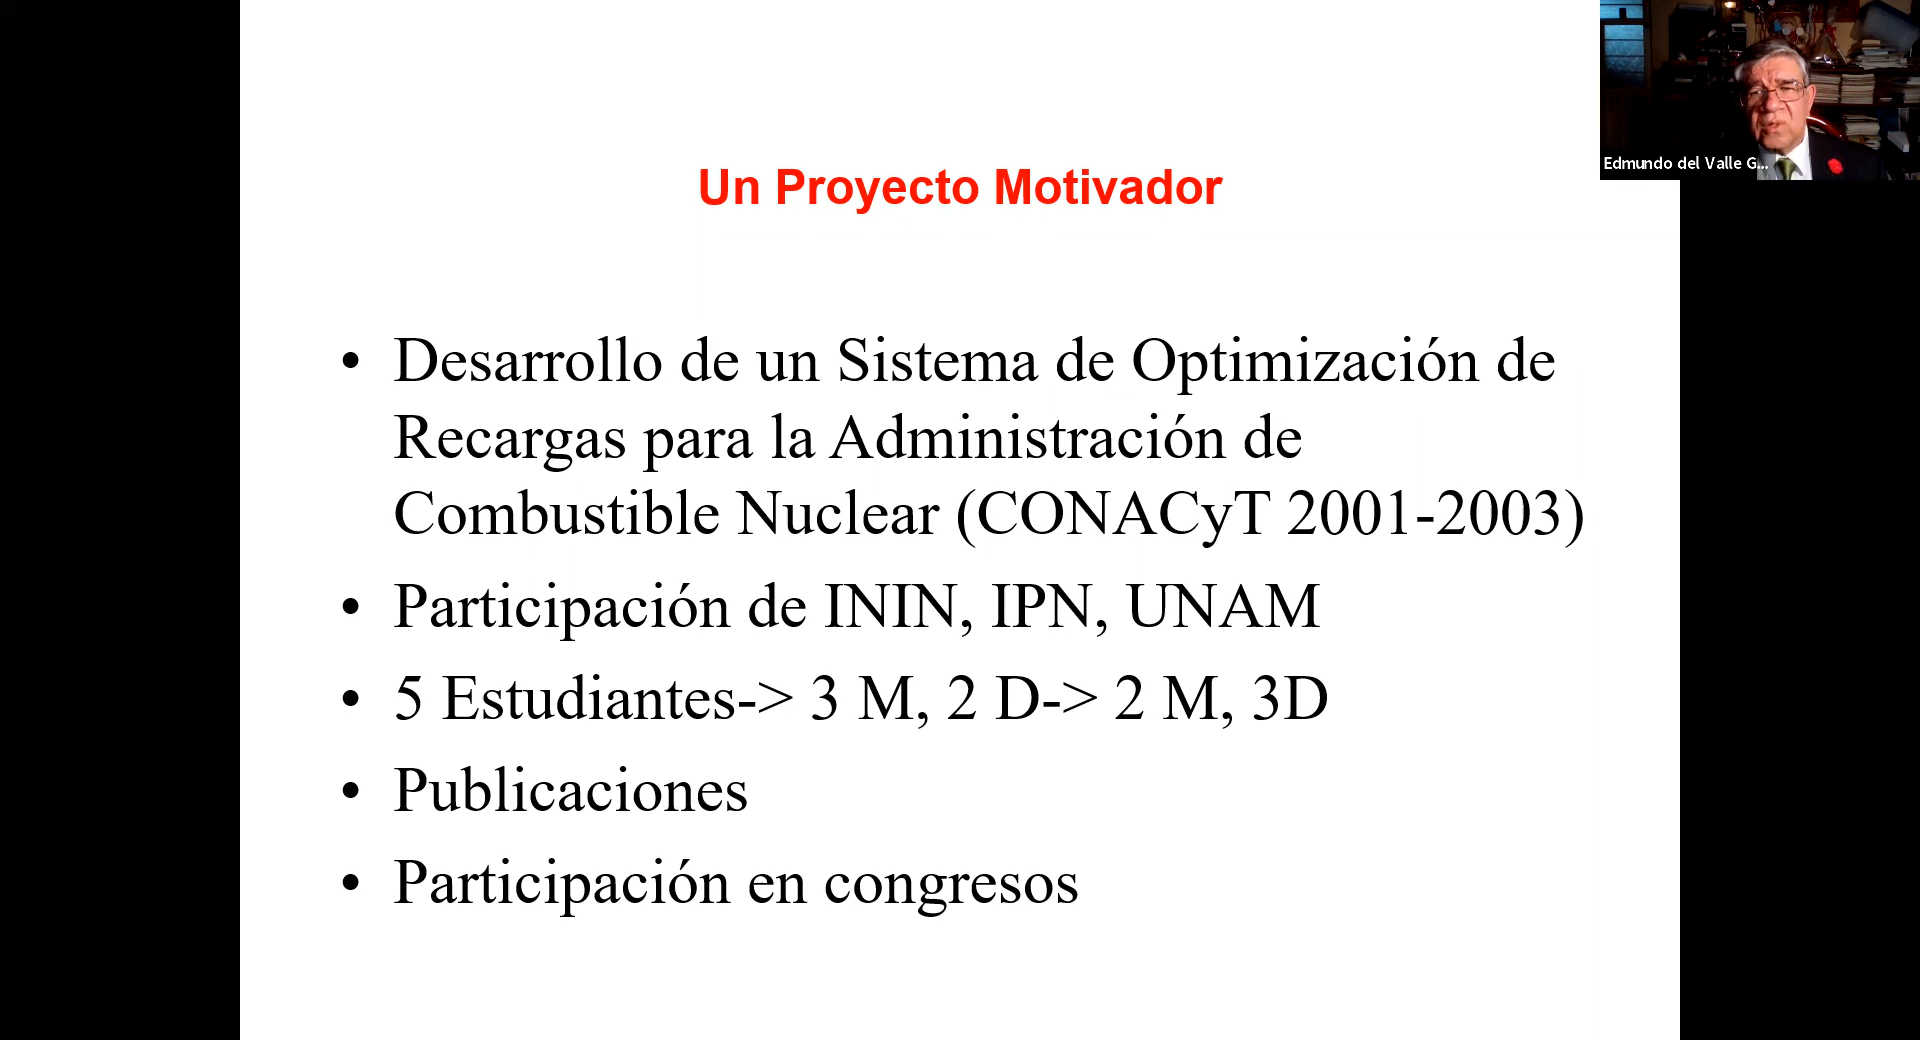 Un Proyecto Motivador
Edmundo del Valle G...
• Desarrollo de un Sistema de Optimización de
Recargas para la Administración de
Combustible Nuclear (CONACyT 2001-2003)
• Participación de ININ, IPN, UNAM
• 5 Estudiantes-> 3 M, 2 D-> 2 M, 3D
• Publicaciones
• Participación en congresos